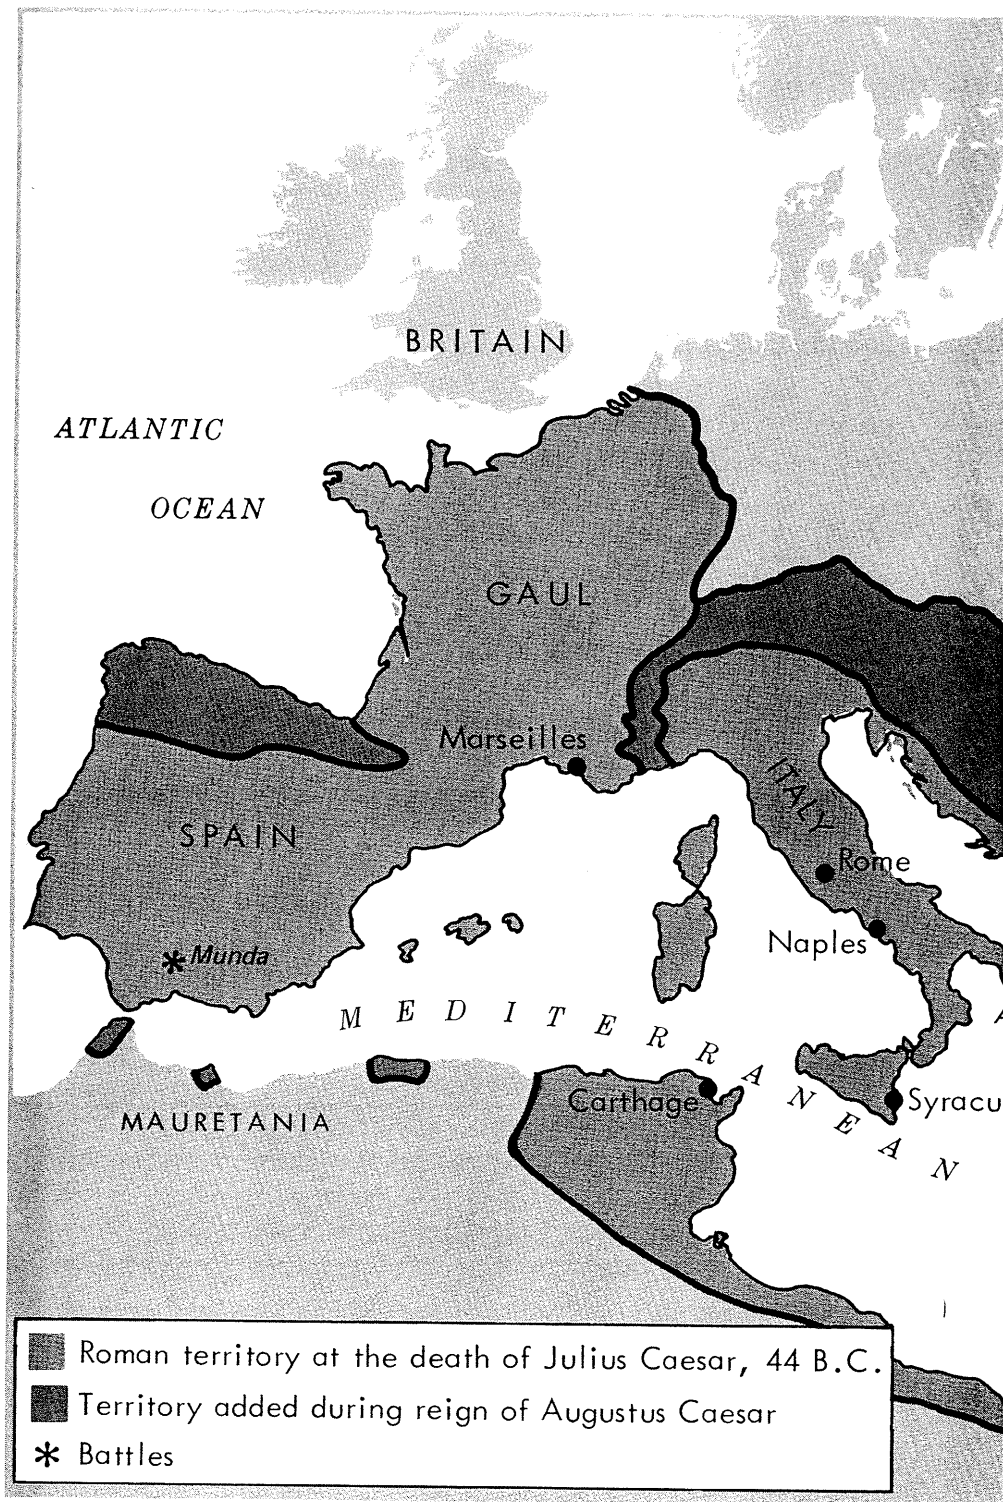 BRITAIN
ATLANTIC
OCEAN
GAUL
Marseilles
ITALY
SPAIN
Rome
Naples
Munda
MEDITERRANEAN
Carthage
Syracu
MAURETANIA
Roman territory at the death of Julius Caesar, 44 B.C.
Territory added during reign of Augustus Caesar
Battles